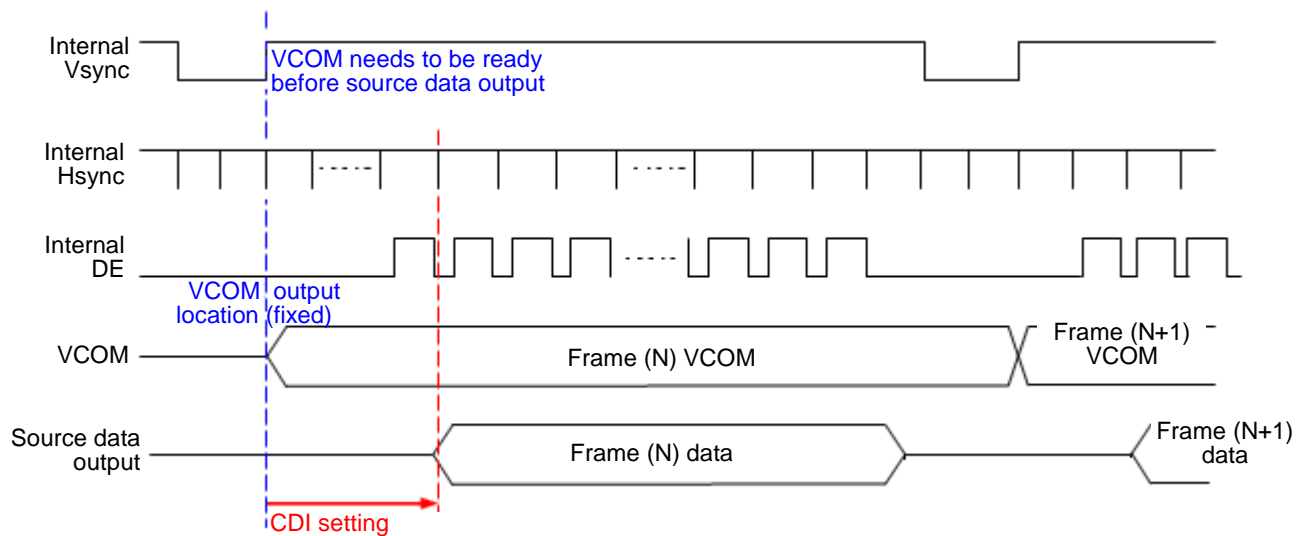 Internal
Vsync
VCOM needs to be ready
before source data output
Internal
Hsync
Internal
DE
VCOM output
location (fixed)
VCOM
Frame (N) VCOM
Frame (N+1)
VCOM
Source data
output
Frame (N) data
Frame (N+1)
data
CDI setting